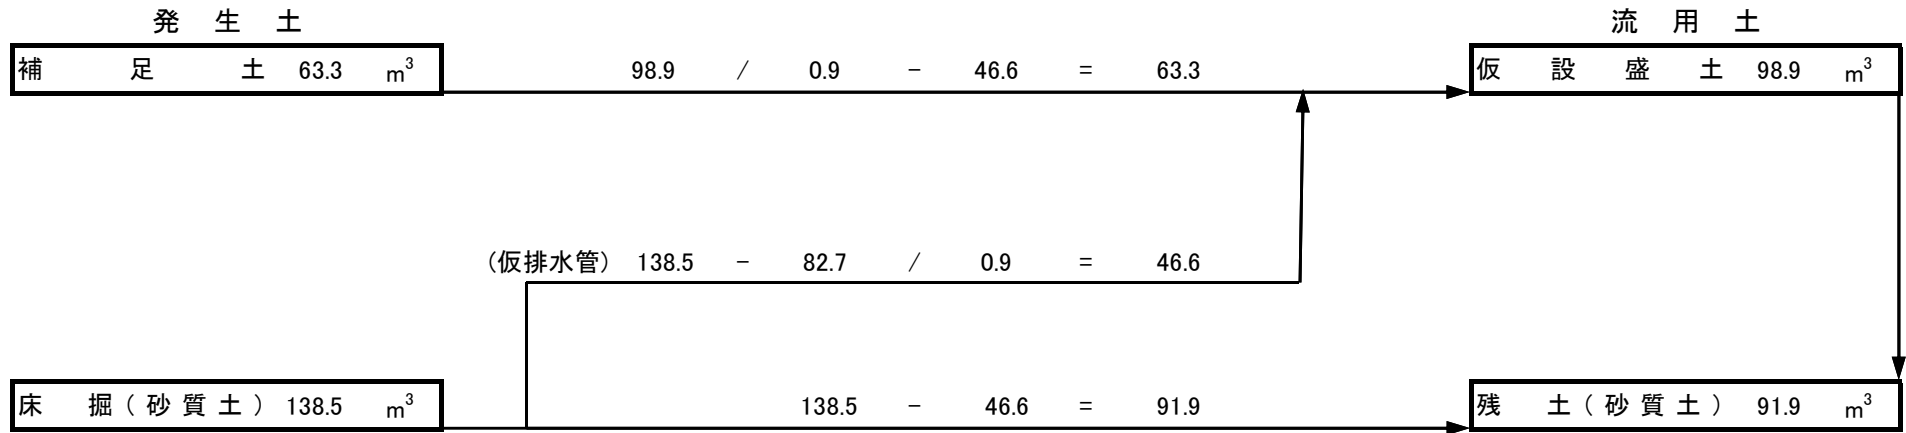 発 生 土 流 用 土
補 足 土 63.3 m³ 98.9 / 0.9 - 46.6 = 63.3 仮 設 盛 土 98.9 m³
(仮排水管) 138.5 - 82.7 / 0.9 = 46.6
床 掘(砂質土) 138.5 m³ 138.5 - 46.6 = 91.9 残 土(砂質土) 91.9 m³